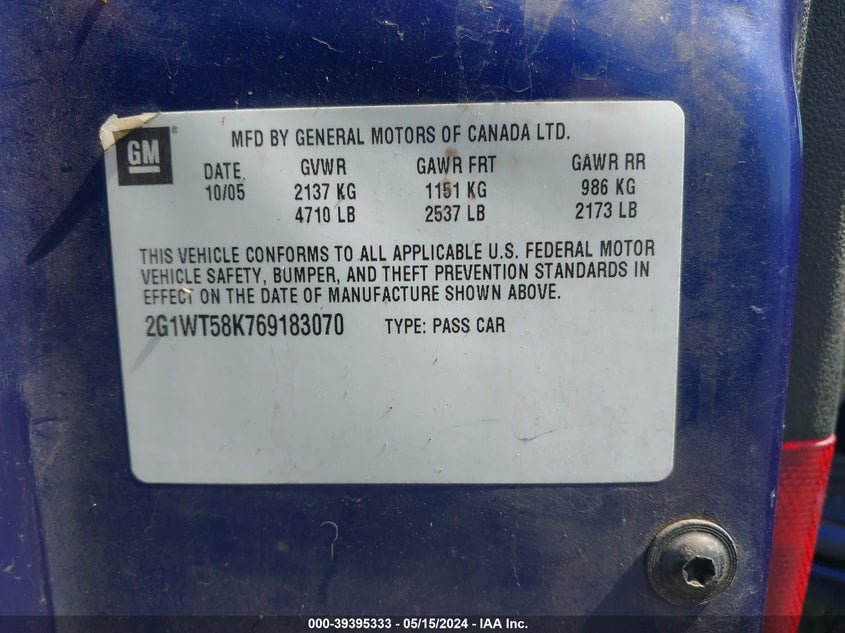 GM ®
MFD BY GENERAL MOTORS OF CANADA LTD.
DATE GVWR GAWR FRT GAWR RR
10/05 2137 KG 1151 KG 986 KG
4710 LB 2537 LB 2173 LB
THIS VEHICLE CONFORMS TO ALL APPLICABLE U.S. FEDERAL MOTOR
VEHICLE SAFETY, BUMPER, AND THEFT PREVENTION STANDARDS IN
EFFECT ON THE DATE OF MANUFACTURE SHOWN ABOVE.
2G1WT58K769183070 TYPE: PASS CAR
000-39395333 - 05/15/2024 - IAA Inc.